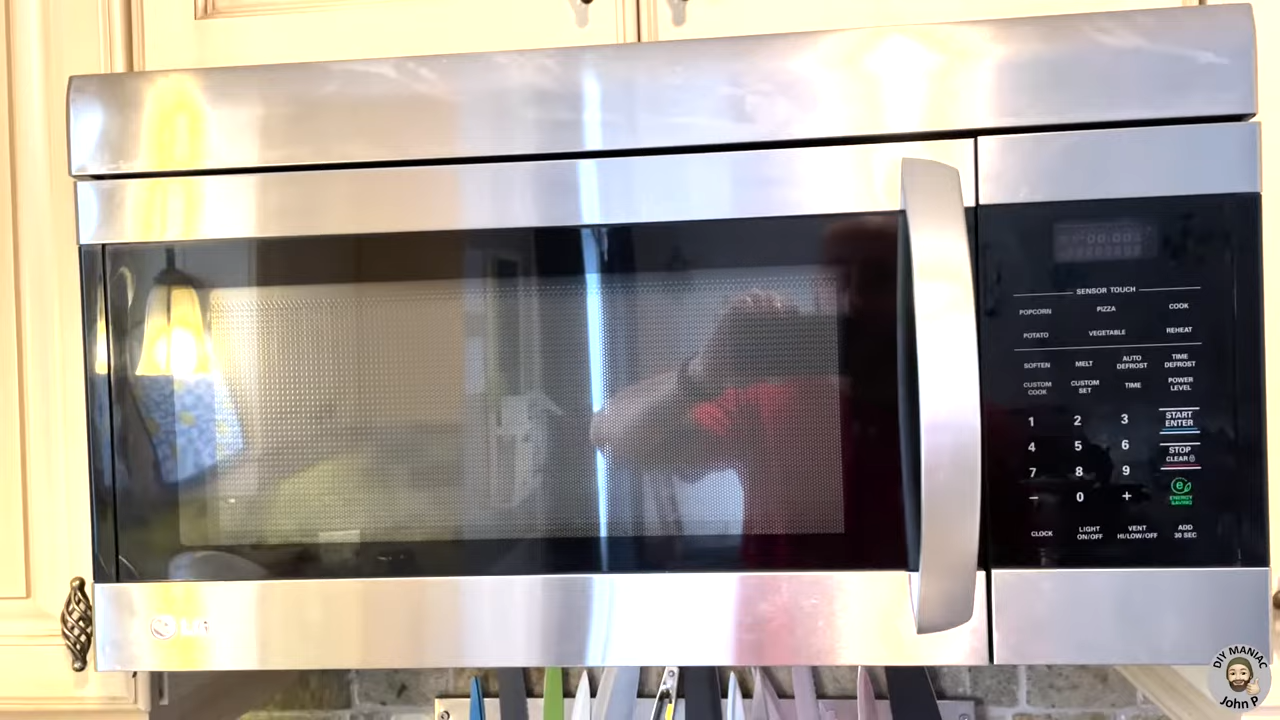 SENSOR TOUCH
POPCORN PIZZA COOK
POTATO VEGETABLE REHEAT
SOFTEN MELT AUTO DEFROST TIME DEFROST
CUSTOM COOK CUSTOM SET TIME POWER LEVEL
1 2 3 START ENTER
4 5 6 STOP CLEAR
7 8 9 e ENERGY SAVING
− 0 +
CLOCK LIGHT ON/OFF VENT HI/LOW/OFF ADD 30 SEC
LG
DIY MANIAC
John P